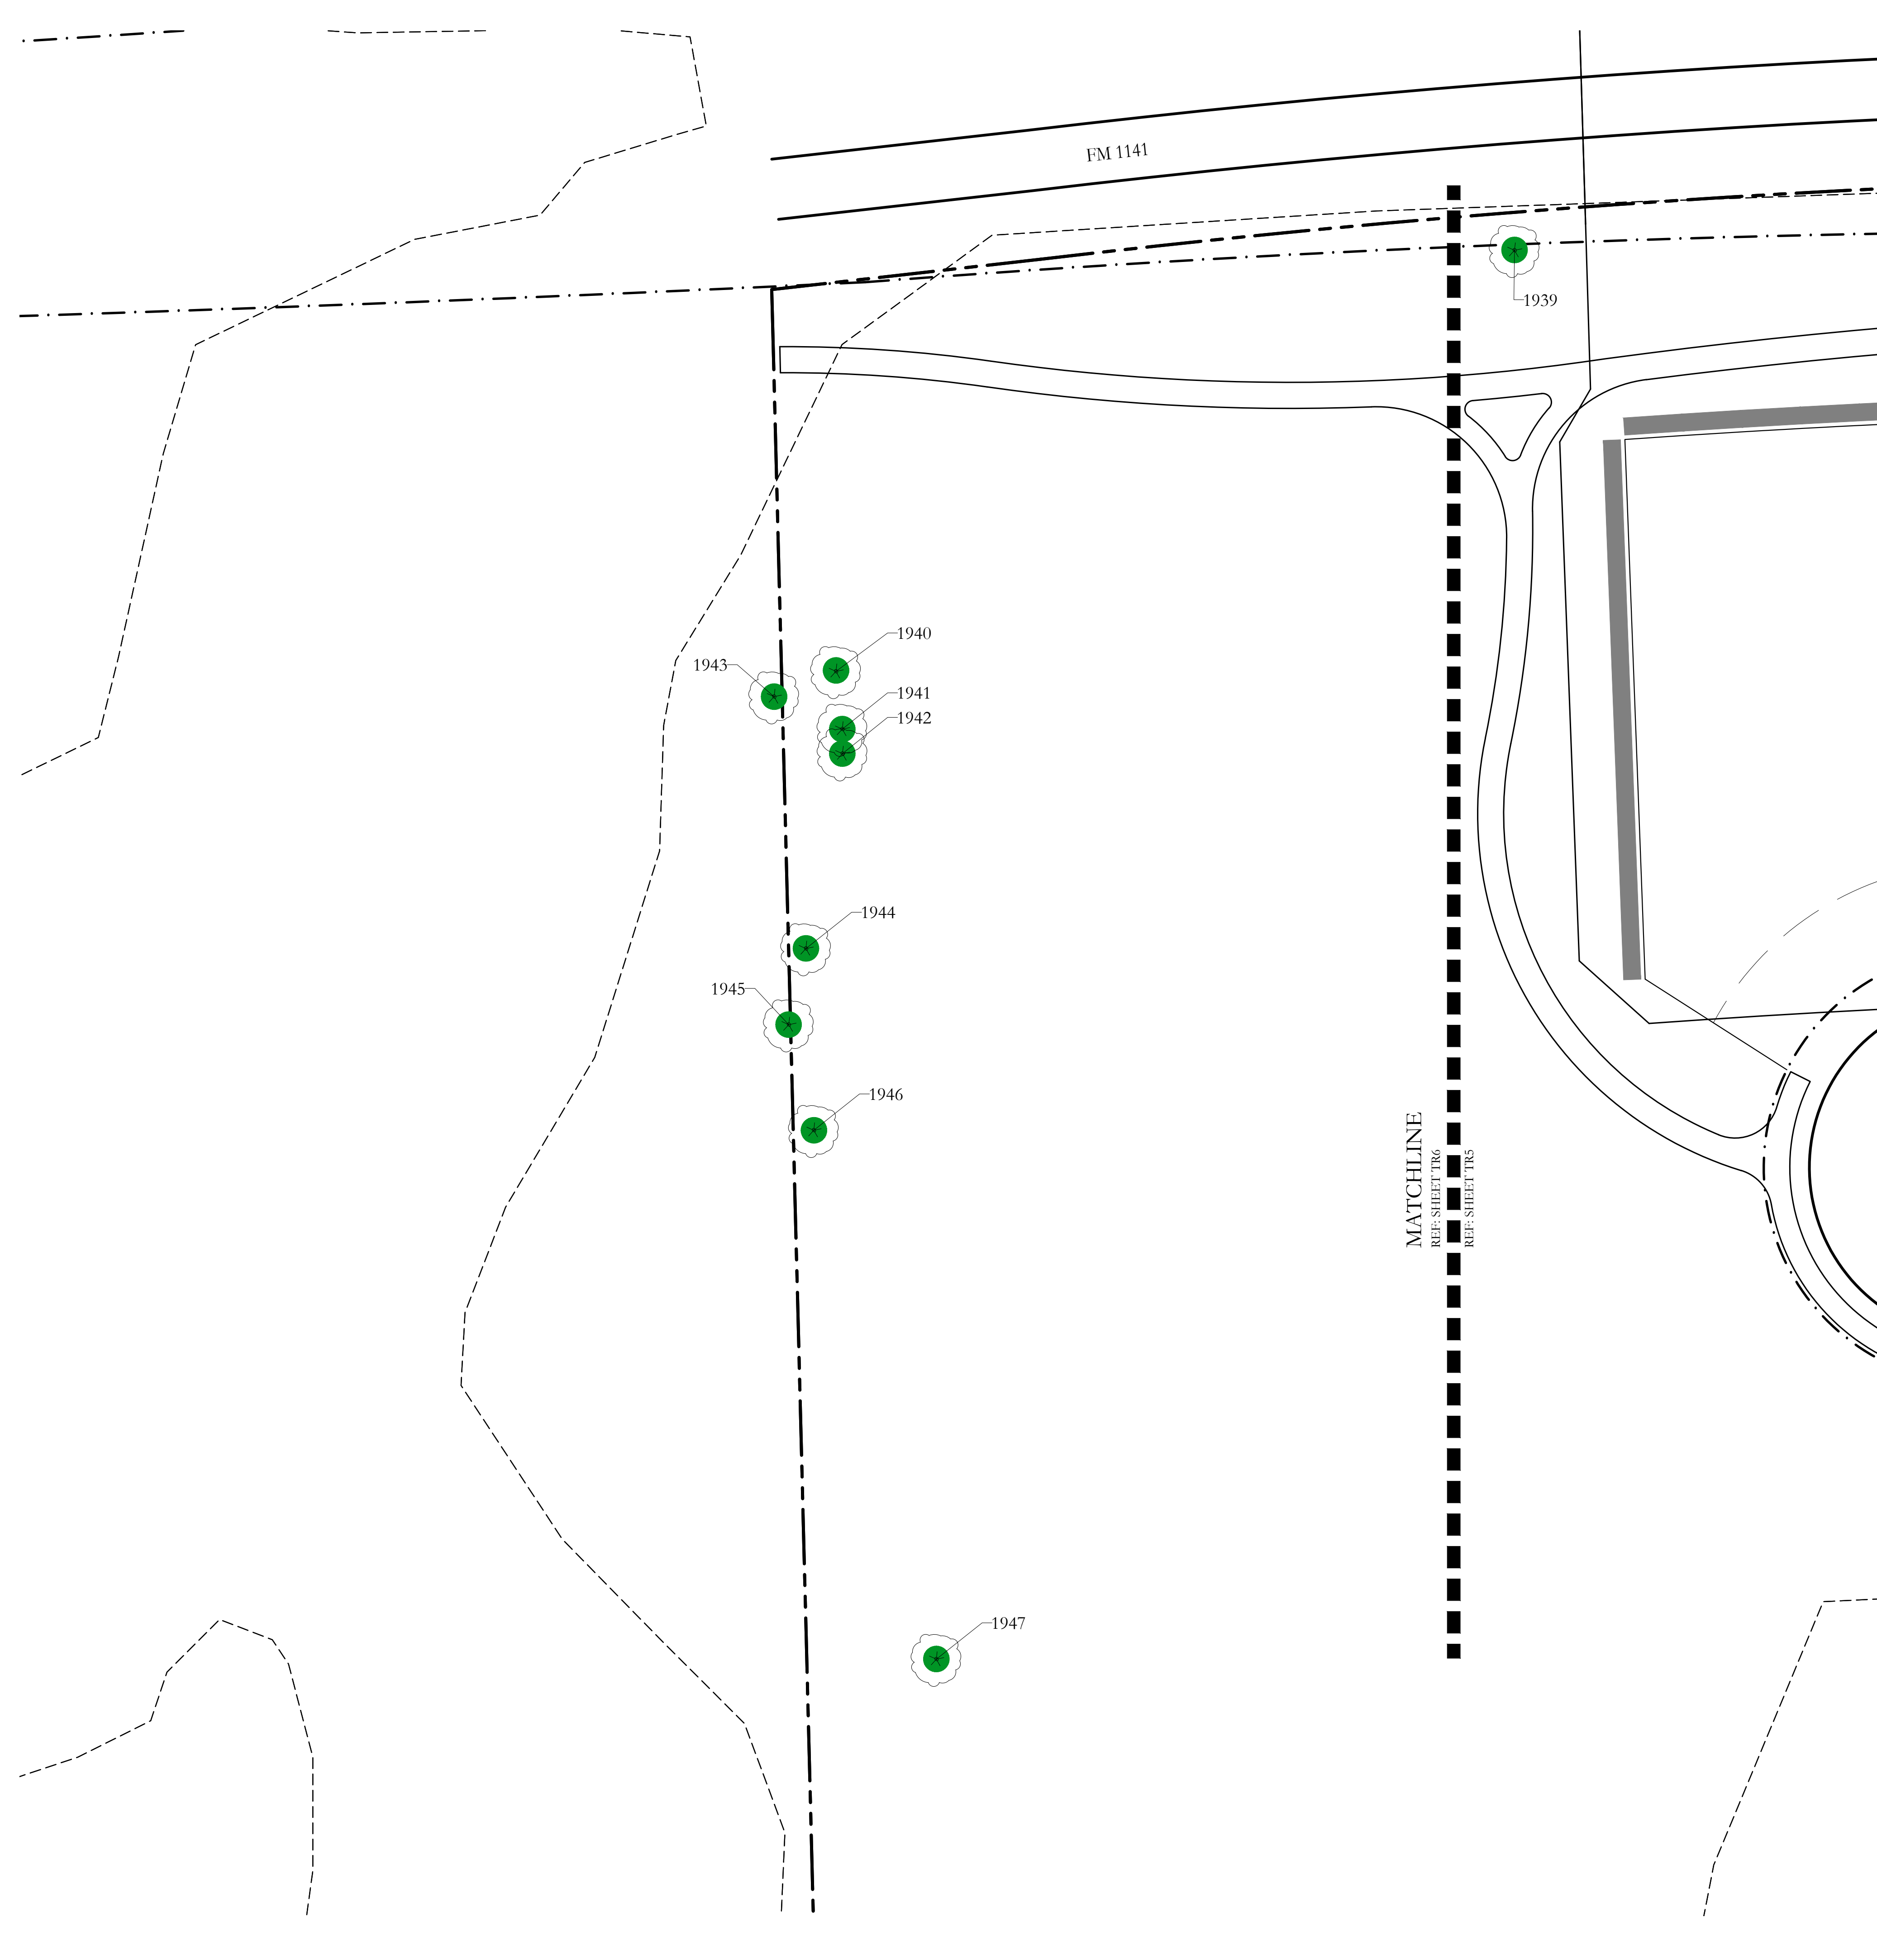 FM 1141
1939
1940
1943
1941
1942
1944
1945
1946
MATCHLINE
REF: SHEET TR6
REF: SHEET TR5
1947